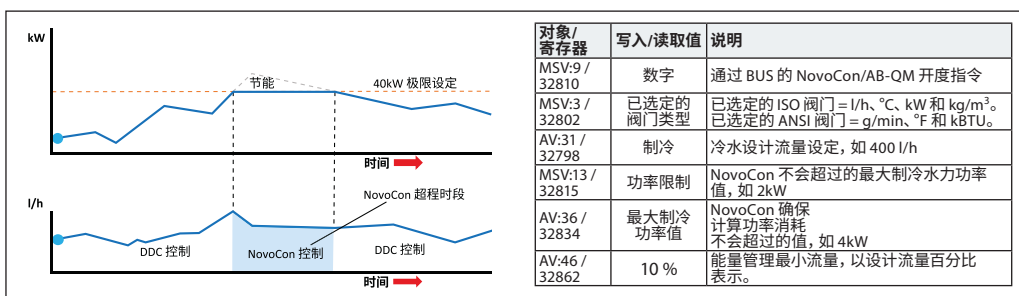 kW
节能
40kW 极限设定
时间
NovoCon 超程时段
l/h
DDC 控制
NovoCon 控制
DDC 控制
时间
对象/
寄存器
写入/读取值
说明
MSV:9 /
32810
数字
通过 BUS 的 NovoCon/AB-QM 开度指令
MSV:3 /
32802
已选定的
阀门类型
已选定的 ISO 阀门 = l/h、°C、kW 和 kg/m³。
已选定的 ANSI 阀门 = g/min、°F 和 kBTU。
AV:31 /
32798
制冷
冷水设计流量设定，如 400 l/h
MSV:13 /
32815
功率限制
NovoCon 不会超过的最大制冷水力功率
值，如 2kW
AV:36 /
32834
最大制冷
功率值
NovoCon 确保
计算功率消耗
不会超过的值，如 4kW
AV:46 /
32862
10 %
能量管理最小流量，以设计流量百分比
表示。